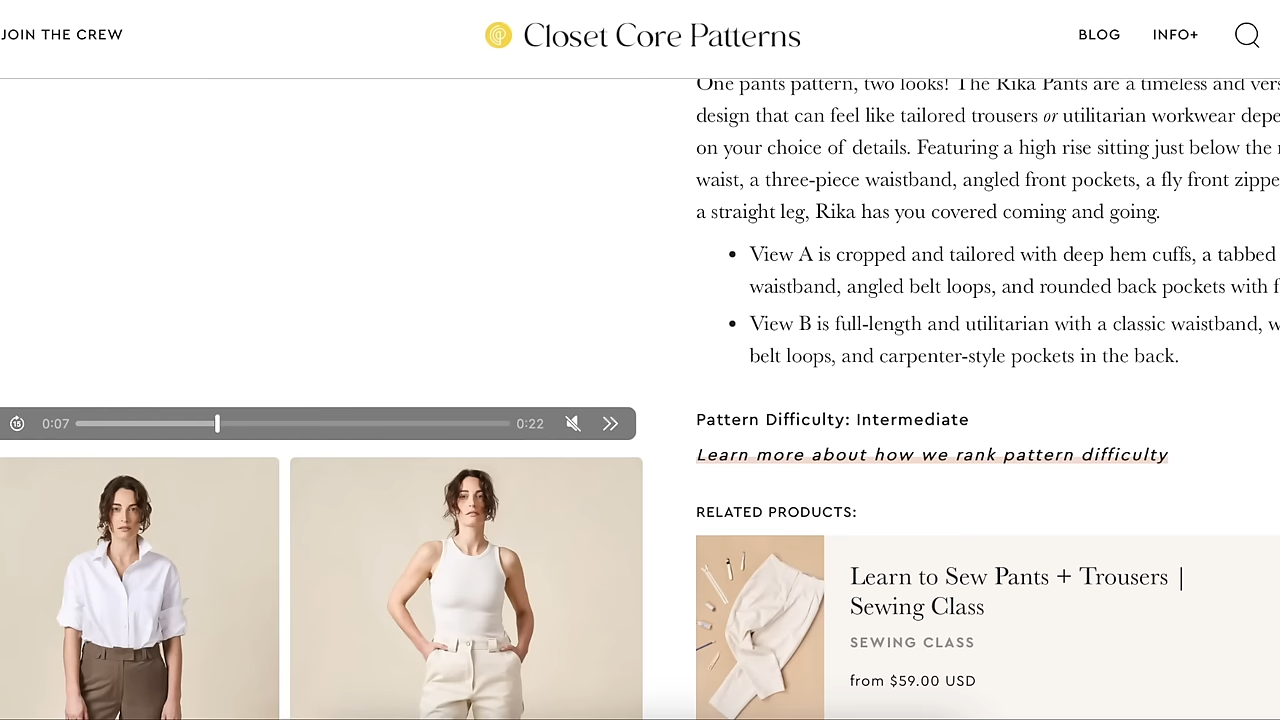 JOIN THE CREW
Closet Core Patterns
BLOG
INFO+
One pants pattern, two looks! The Rika Pants are a timeless and
design that can feel like tailored trousers or utilitarian workwear
on your choice of details. Featuring a high rise sitting just below the
waist, a three-piece waistband, angled front pockets, a fly front
a straight leg, Rika has you covered coming and going.
• View A is cropped and tailored with deep hem cuffs, a tabbed
waistband, angled belt loops, and rounded back pockets with
• View B is full-length and utilitarian with a classic waistband,
belt loops, and carpenter-style pockets in the back.
15
0:07
0:22
Pattern Difficulty: Intermediate
Learn more about how we rank pattern difficulty
RELATED PRODUCTS:
Learn to Sew Pants + Trousers |
Sewing Class
SEWING CLASS
from $59.00 USD